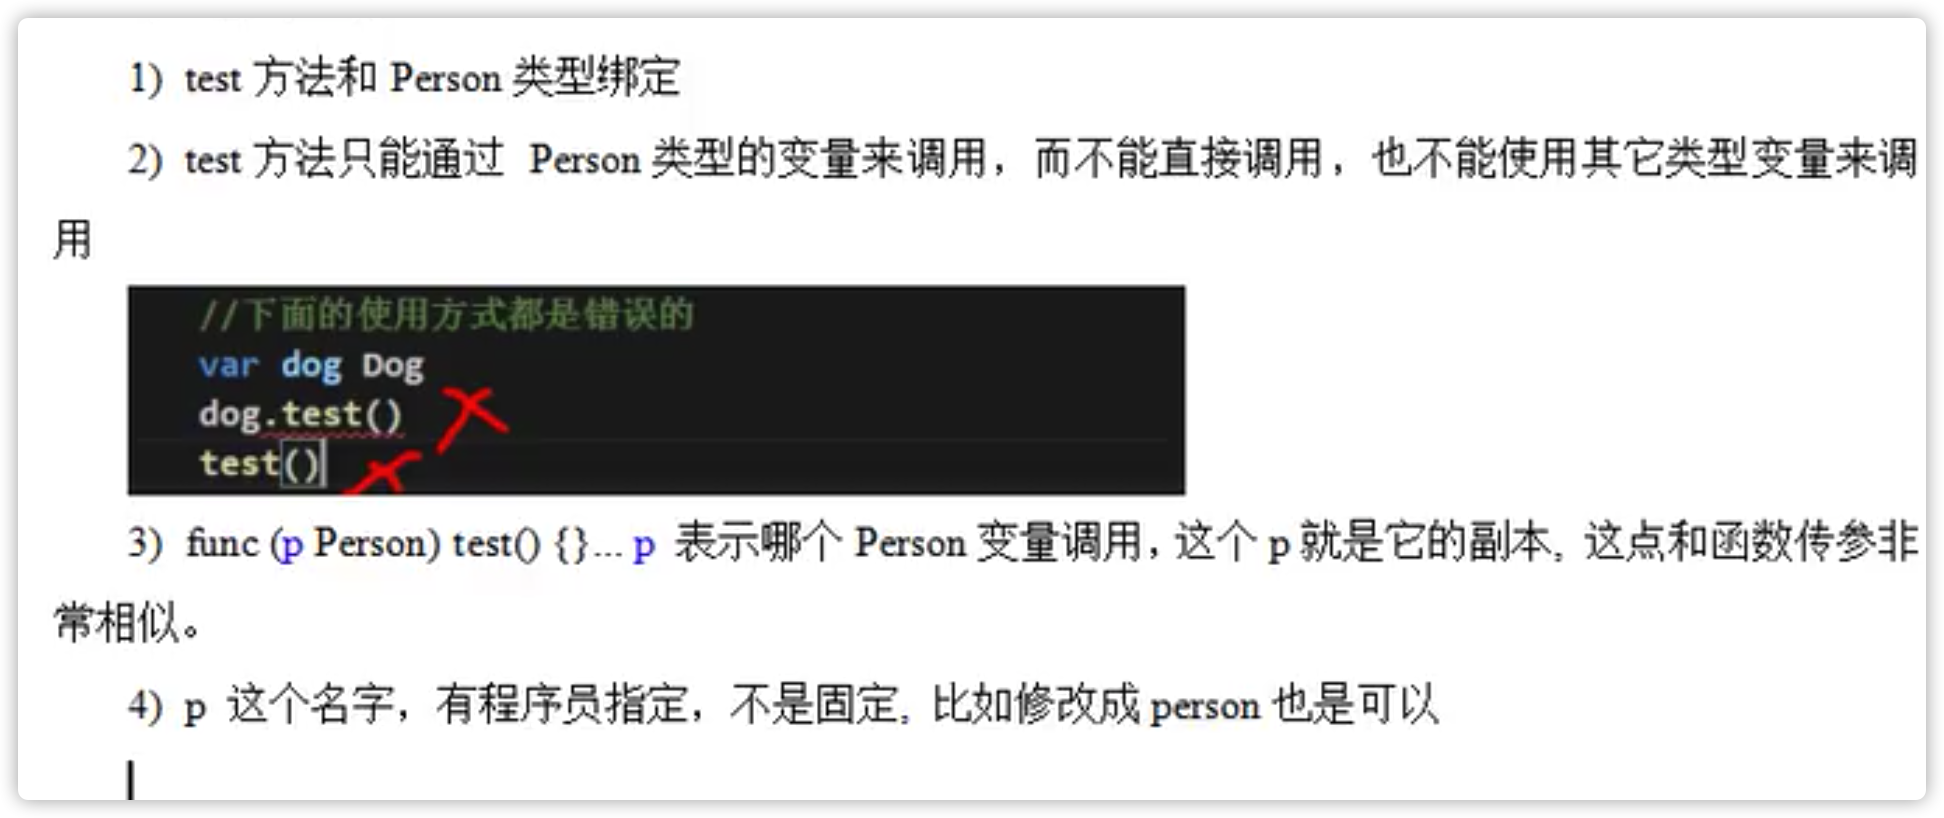 1) test 方法和 Person 类型绑定
2) test 方法只能通过 Person 类型的变量来调用，而不能直接调用，也不能使用其它类型变量来调
用
//下面的使用方式都是错误的
var dog Dog
dog.test()
test()
3) func (p Person) test() {}... p 表示哪个 Person 变量调用，这个 p 就是它的副本, 这点和函数传参非
常相似。
4) p 这个名字，有程序员指定，不是固定, 比如修改成 person 也是可以